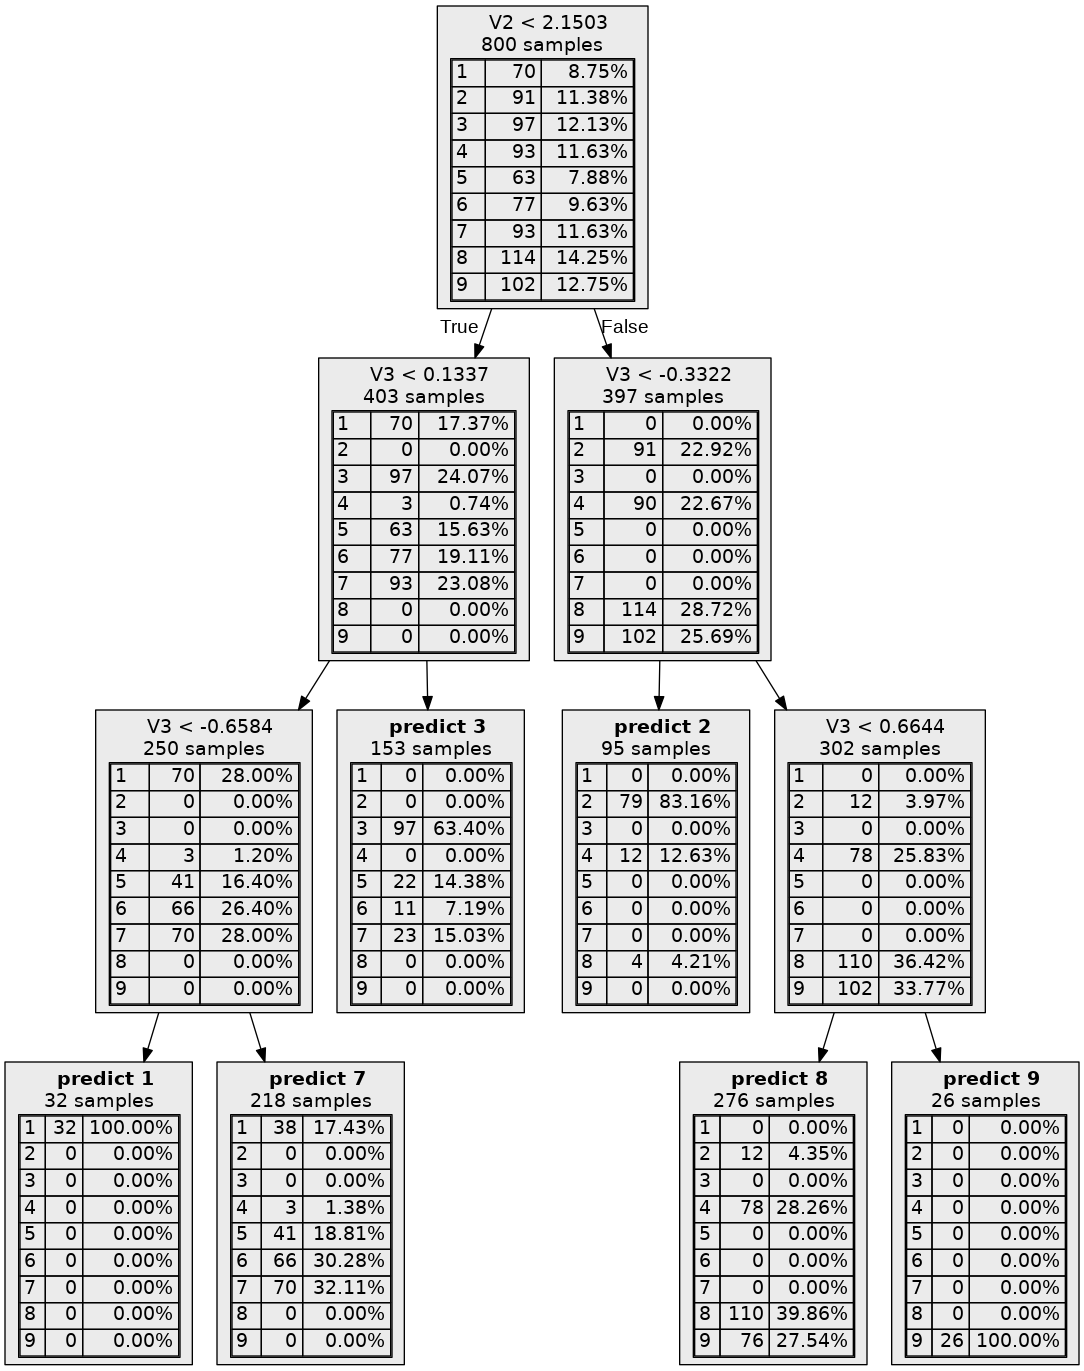 V2 < 2.1503
800 samples
1 70 8.75%
2 91 11.38%
3 97 12.13%
4 93 11.63%
5 63 7.88%
6 77 9.63%
7 93 11.63%
8 114 14.25%
9 102 12.75%
True
False
V3 < 0.1337
403 samples
1 70 17.37%
2 0 0.00%
3 97 24.07%
4 3 0.74%
5 63 15.63%
6 77 19.11%
7 93 23.08%
8 0 0.00%
9 0 0.00%
V3 < -0.3322
397 samples
1 0 0.00%
2 91 22.92%
3 0 0.00%
4 90 22.67%
5 0 0.00%
6 0 0.00%
7 0 0.00%
8 114 28.72%
9 102 25.69%
V3 < -0.6584
250 samples
1 70 28.00%
2 0 0.00%
3 0 0.00%
4 3 1.20%
5 41 16.40%
6 66 26.40%
7 70 28.00%
8 0 0.00%
9 0 0.00%
predict 3
153 samples
1 0 0.00%
2 0 0.00%
3 97 63.40%
4 0 0.00%
5 22 14.38%
6 11 7.19%
7 23 15.03%
8 0 0.00%
9 0 0.00%
predict 2
95 samples
1 0 0.00%
2 79 83.16%
3 0 0.00%
4 12 12.63%
5 0 0.00%
6 0 0.00%
7 0 0.00%
8 4 4.21%
9 0 0.00%
V3 < 0.6644
302 samples
1 0 0.00%
2 12 3.97%
3 0 0.00%
4 78 25.83%
5 0 0.00%
6 0 0.00%
7 0 0.00%
8 110 36.42%
9 102 33.77%
predict 1
32 samples
1 32 100.00%
2 0 0.00%
3 0 0.00%
4 0 0.00%
5 0 0.00%
6 0 0.00%
7 0 0.00%
8 0 0.00%
9 0 0.00%
predict 7
218 samples
1 38 17.43%
2 0 0.00%
3 0 0.00%
4 3 1.38%
5 41 18.81%
6 66 30.28%
7 70 32.11%
8 0 0.00%
9 0 0.00%
predict 8
276 samples
1 0 0.00%
2 12 4.35%
3 0 0.00%
4 78 28.26%
5 0 0.00%
6 0 0.00%
7 0 0.00%
8 110 39.86%
9 76 27.54%
predict 9
26 samples
1 0 0.00%
2 0 0.00%
3 0 0.00%
4 0 0.00%
5 0 0.00%
6 0 0.00%
7 0 0.00%
8 0 0.00%
9 26 100.00%